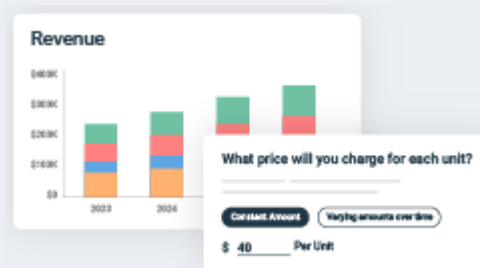 Revenue
$400K
$300K
$200K
$100K
$0
2023
2024
What price will you charge for each unit?
Constant Amount
Varying amounts over time
$ 40 Per Unit